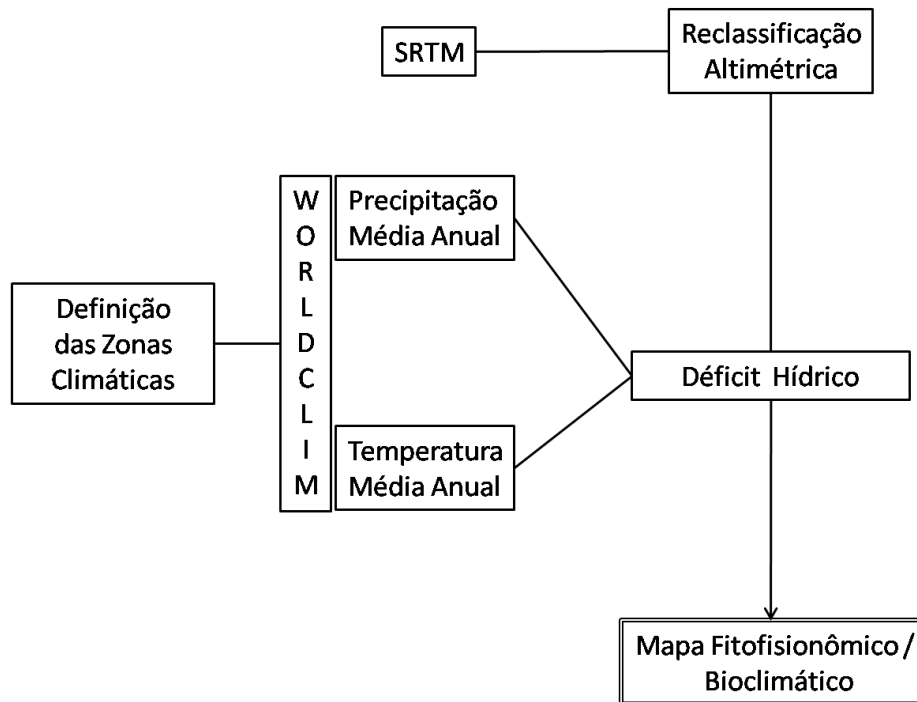 SRTM
Reclassificação
Altimétrica
Definição
das Zonas
Climáticas
W
O
R
L
D
C
L
I
M
Precipitação
Média Anual
Temperatura
Média Anual
Déficit Hídrico
Mapa Fitofisionômico /
Bioclimático